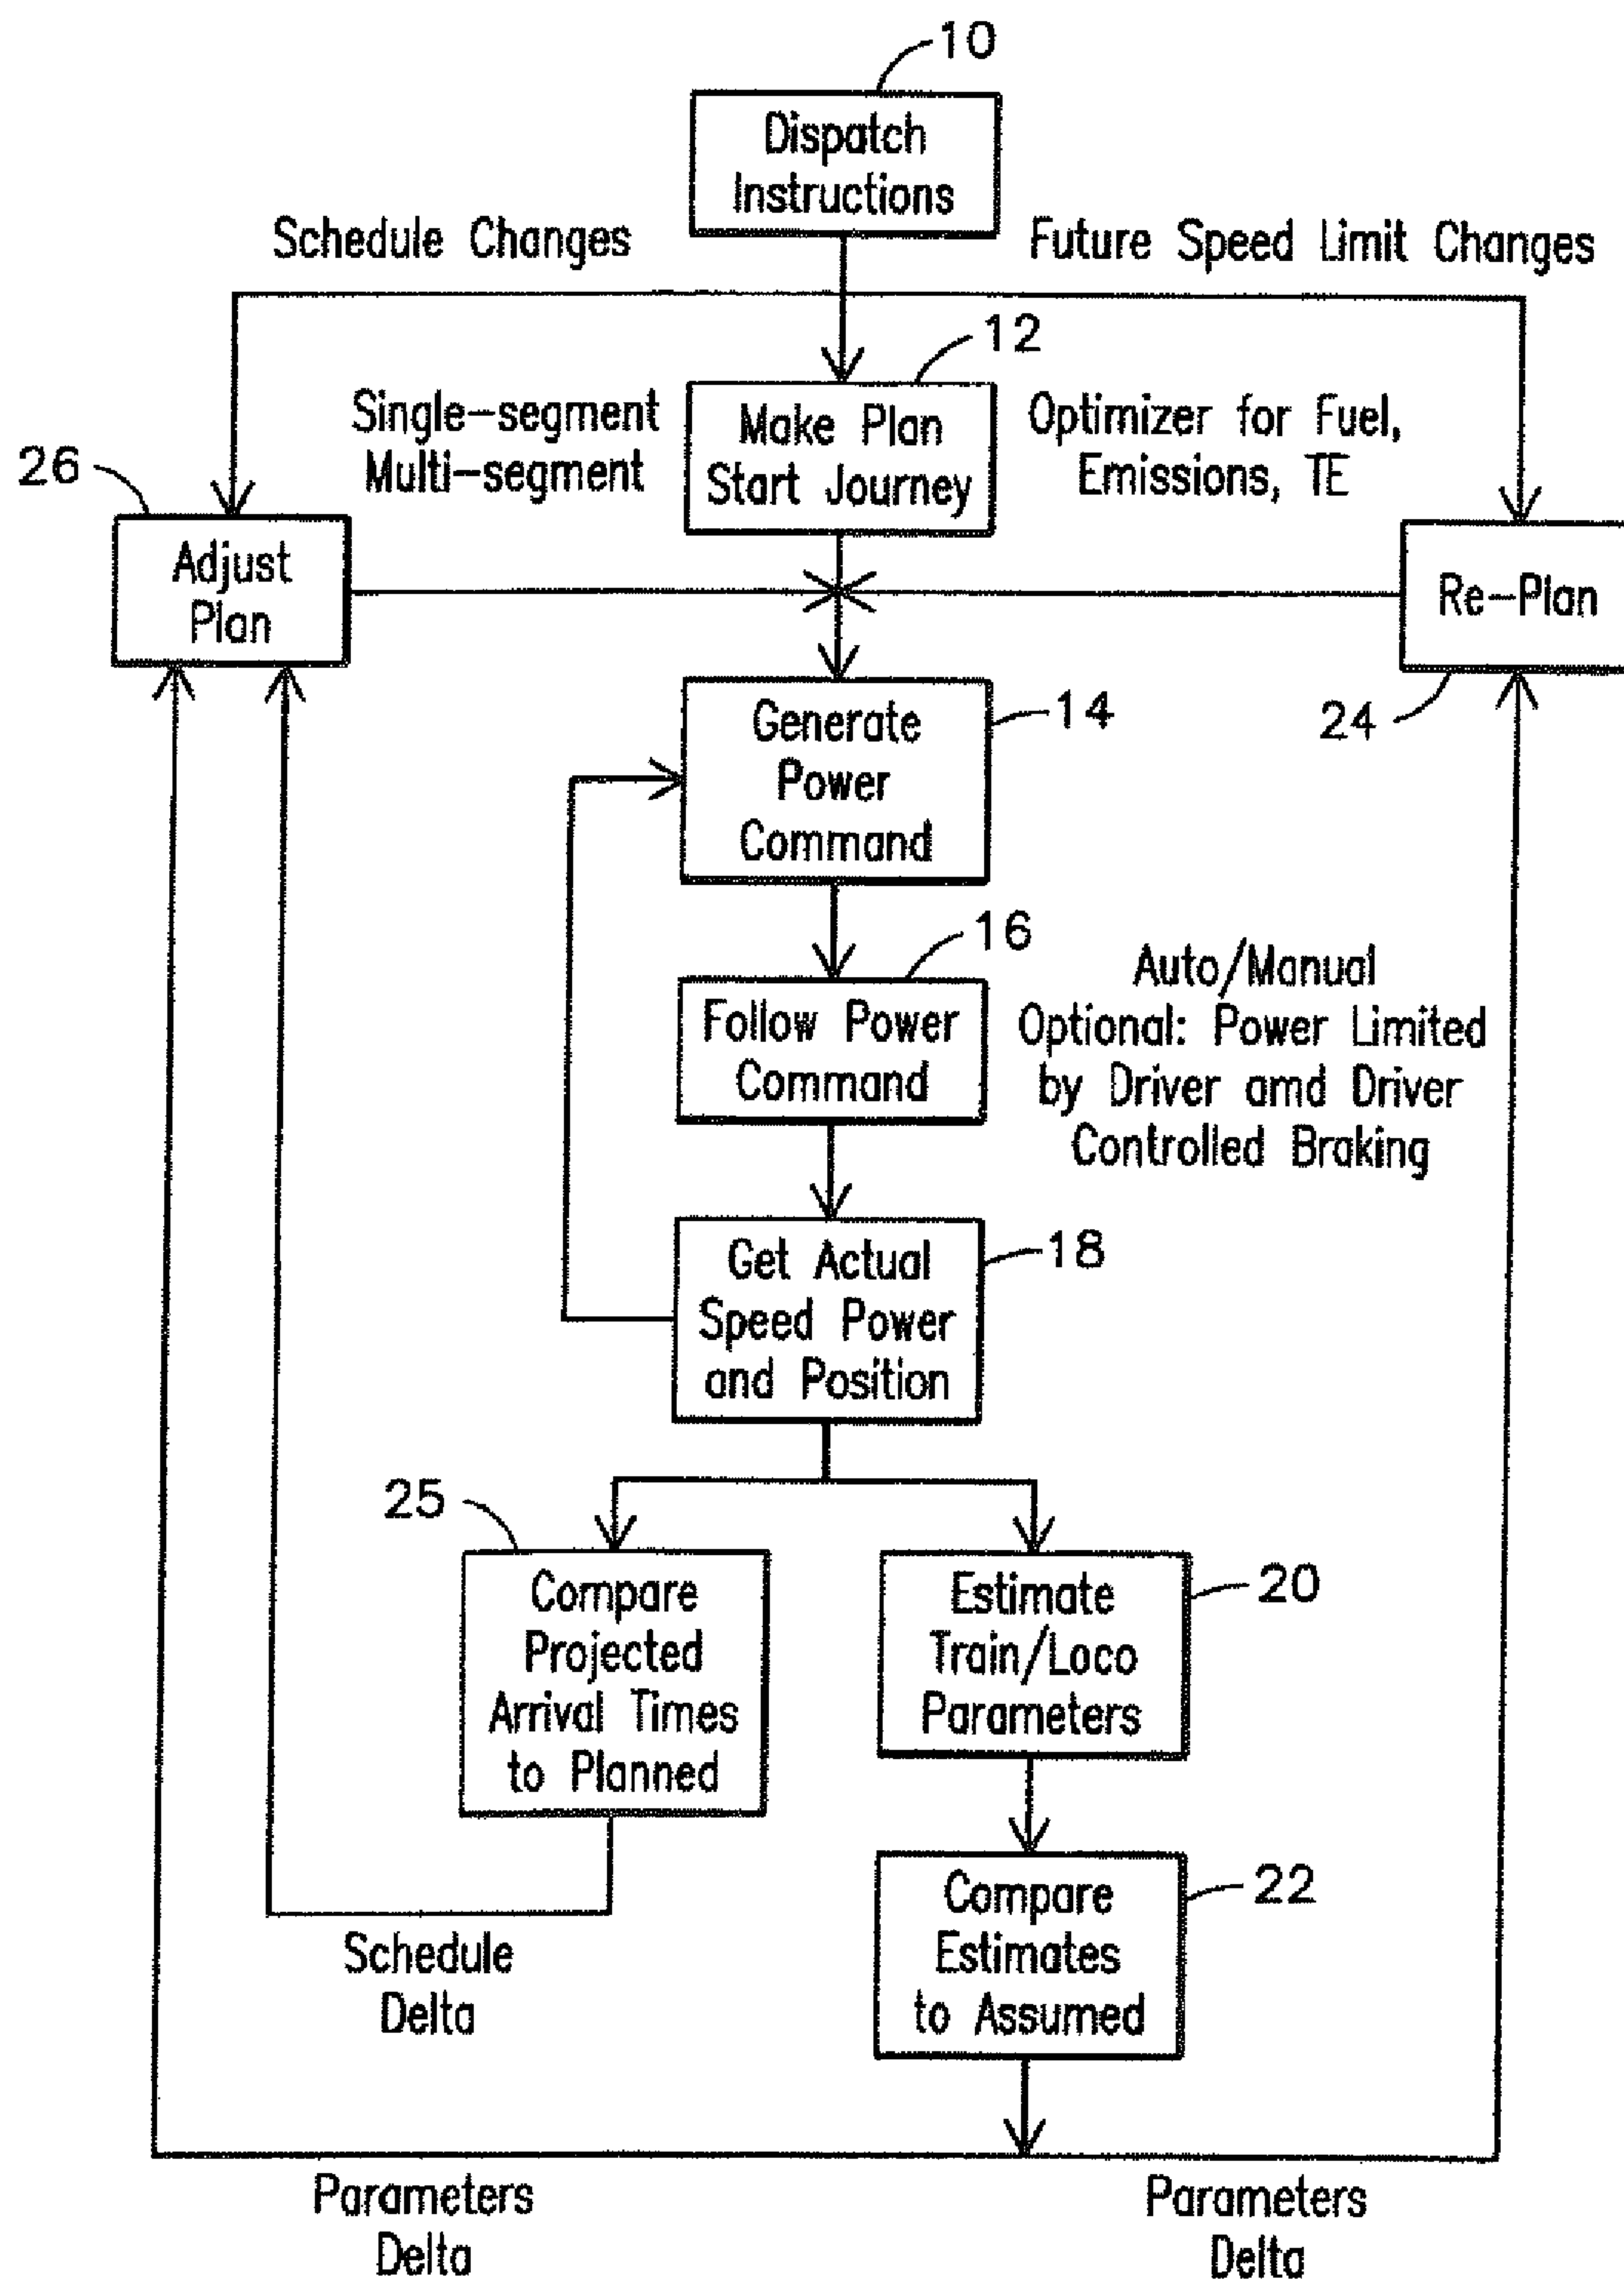 10
Dispatch
Instructions
Schedule Changes
Future Speed Limit Changes
12
Single-segment
Multi-segment
Make Plan
Start Journey
Optimizer for Fuel,
Emissions, TE
26
Adjust
Plan
Re-Plan
24
Generate
Power
Command
14
16
Follow Power
Command
Auto/Manual
Optional: Power Limited
by Driver amd Driver
Controlled Braking
Get Actual
Speed Power
and Position
18
25
Compare
Projected
Arrival Times
to Planned
Estimate
Train/Loco
Parameters
20
Compare
Estimates
to Assumed
22
Schedule
Delta
Parameters
Delta
Parameters
Delta